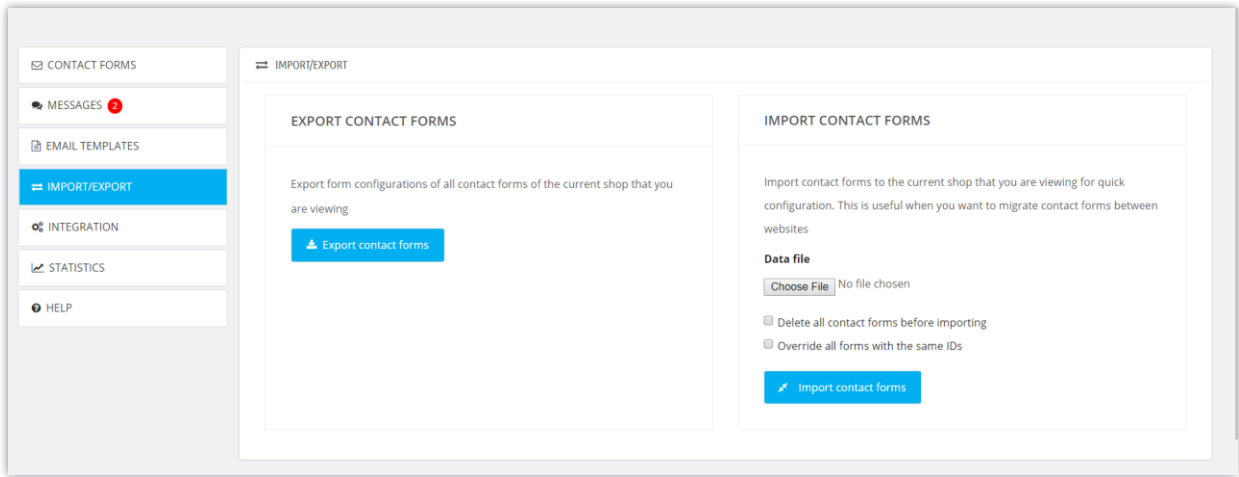 CONTACT FORMS
MESSAGES 2
EMAIL TEMPLATES
IMPORT/EXPORT
INTEGRATION
STATISTICS
HELP
IMPORT/EXPORT
EXPORT CONTACT FORMS
Export form configurations of all contact forms of the current shop that you
are viewing
Export contact forms
IMPORT CONTACT FORMS
Import contact forms to the current shop that you are viewing for quick
configuration. This is useful when you want to migrate contact forms between
websites
Data file
Choose File No file chosen
Delete all contact forms before importing
Override all forms with the same IDs
Import contact forms